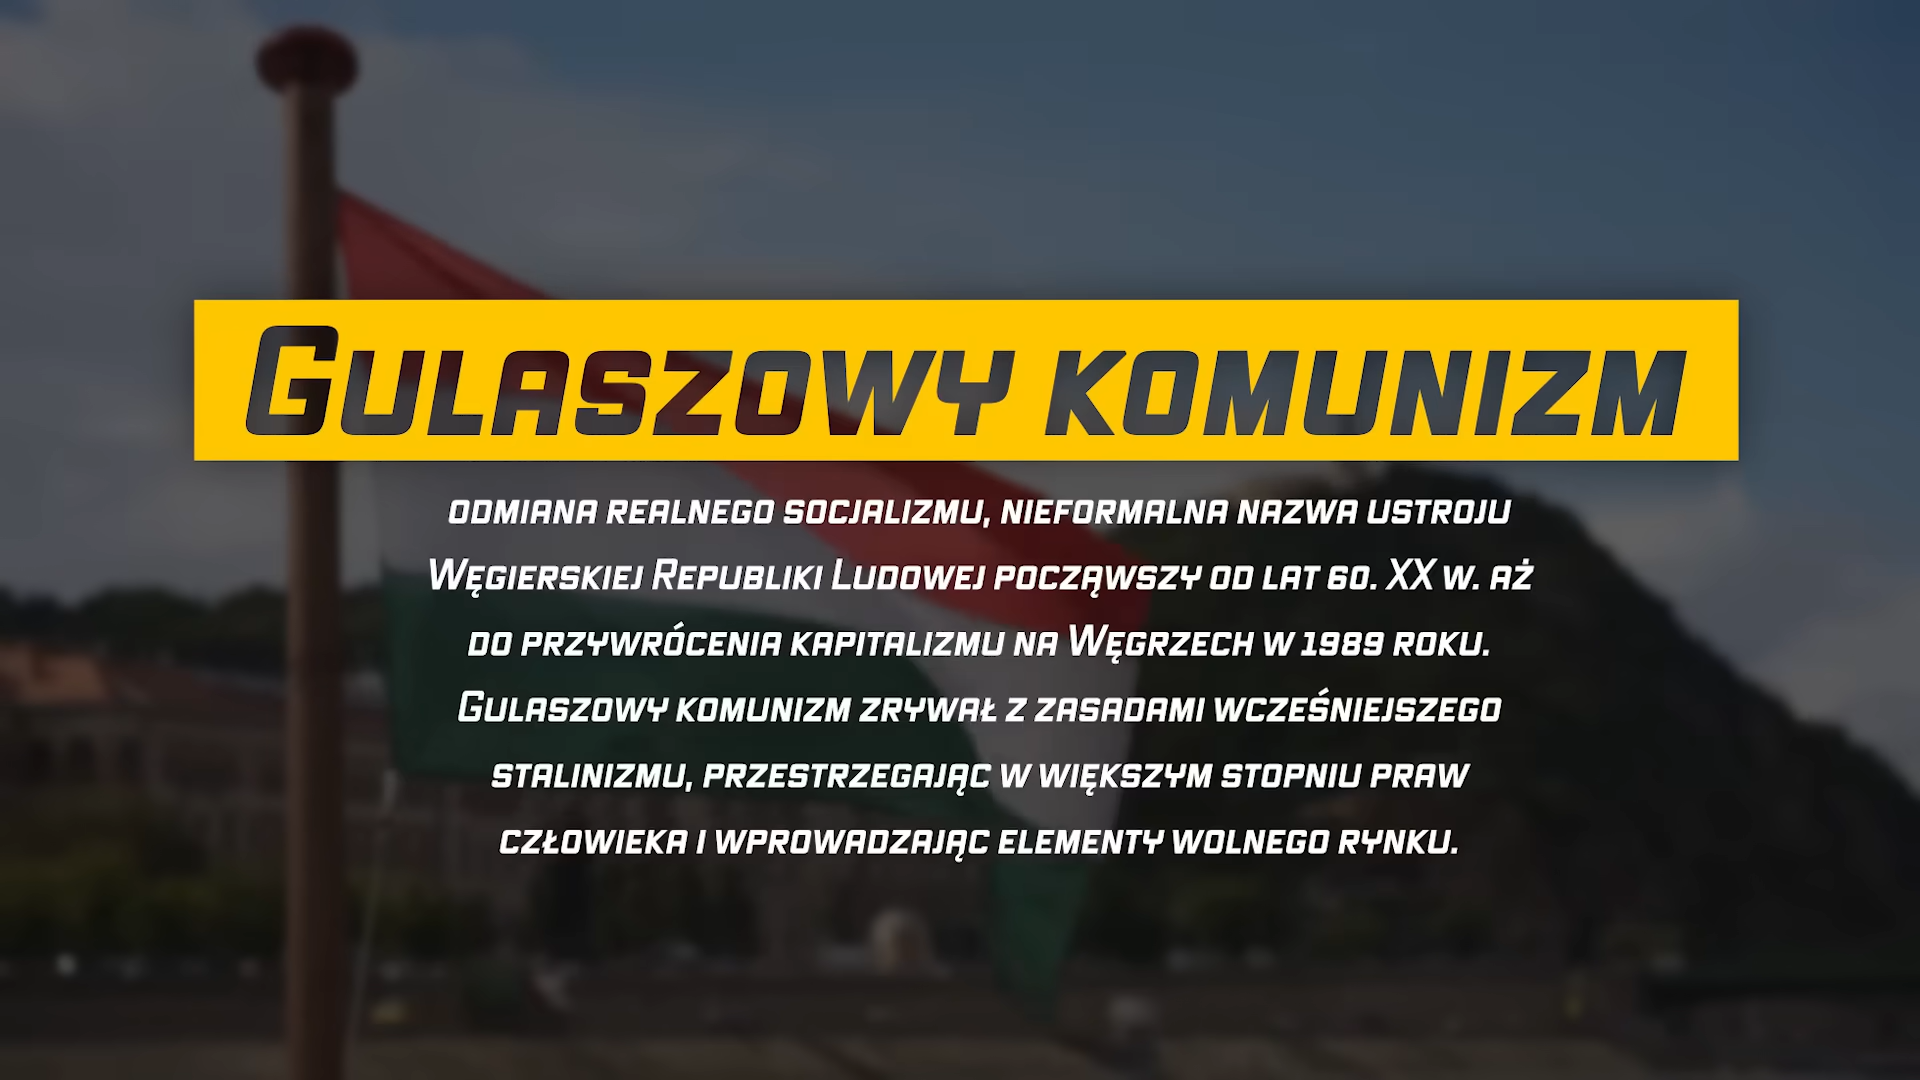 Gulaszowy komunizm
odmiana realnego socjalizmu, nieformalna nazwa ustroju
Węgierskiej Republiki Ludowej począwszy od lat 60. XX w. aż
do przywrócenia kapitalizmu na Węgrzech w 1989 roku.
Gulaszowy komunizm zrywał z zasadami wcześniejszego
stalinizmu, przestrzegając w większym stopniu praw
człowieka i wprowadzając elementy wolnego rynku.